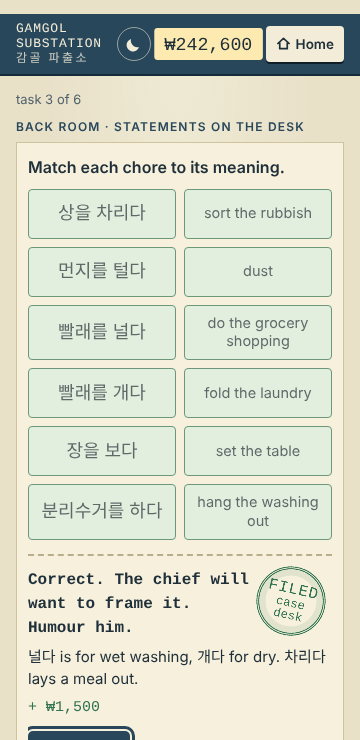 GAMGOL
SUBSTATION
감골 파출소
₩242,600
Home
task 3 of 6
BACK ROOM · STATEMENTS ON THE DESK
Match each chore to its meaning.
상을 차리다
sort the rubbish
먼지를 털다
dust
빨래를 널다
do the grocery
shopping
빨래를 개다
fold the laundry
장을 보다
set the table
분리수거를 하다
hang the washing
out
Correct. The chief will
want to frame it.
Humour him.
FILED
case
desk
널다 is for wet washing, 개다 for dry. 차리다
lays a meal out.
+ ₩1,500